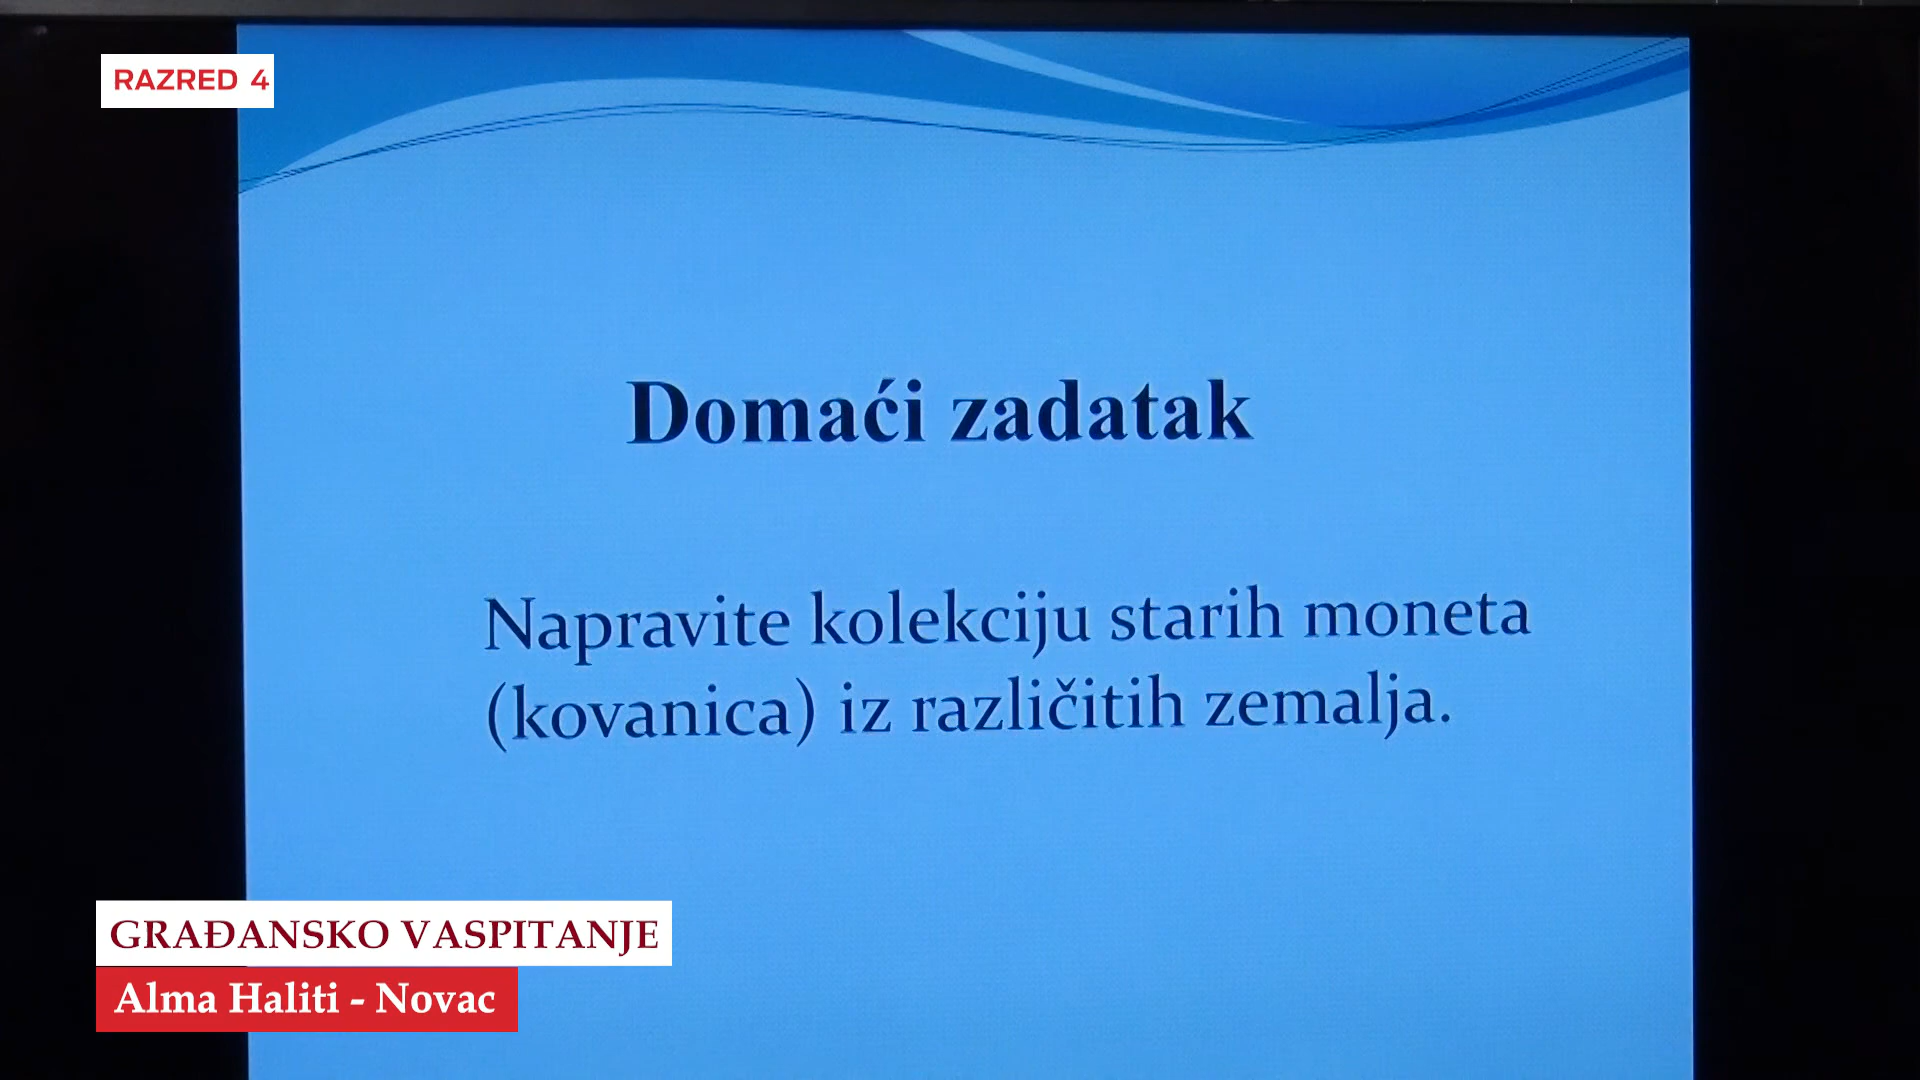 RAZRED 4
Domaći zadatak
Napravite kolekciju starih moneta
(kovanica) iz različitih zemalja.
GRAĐANSKO VASPITANJE
Alma Haliti - Novac